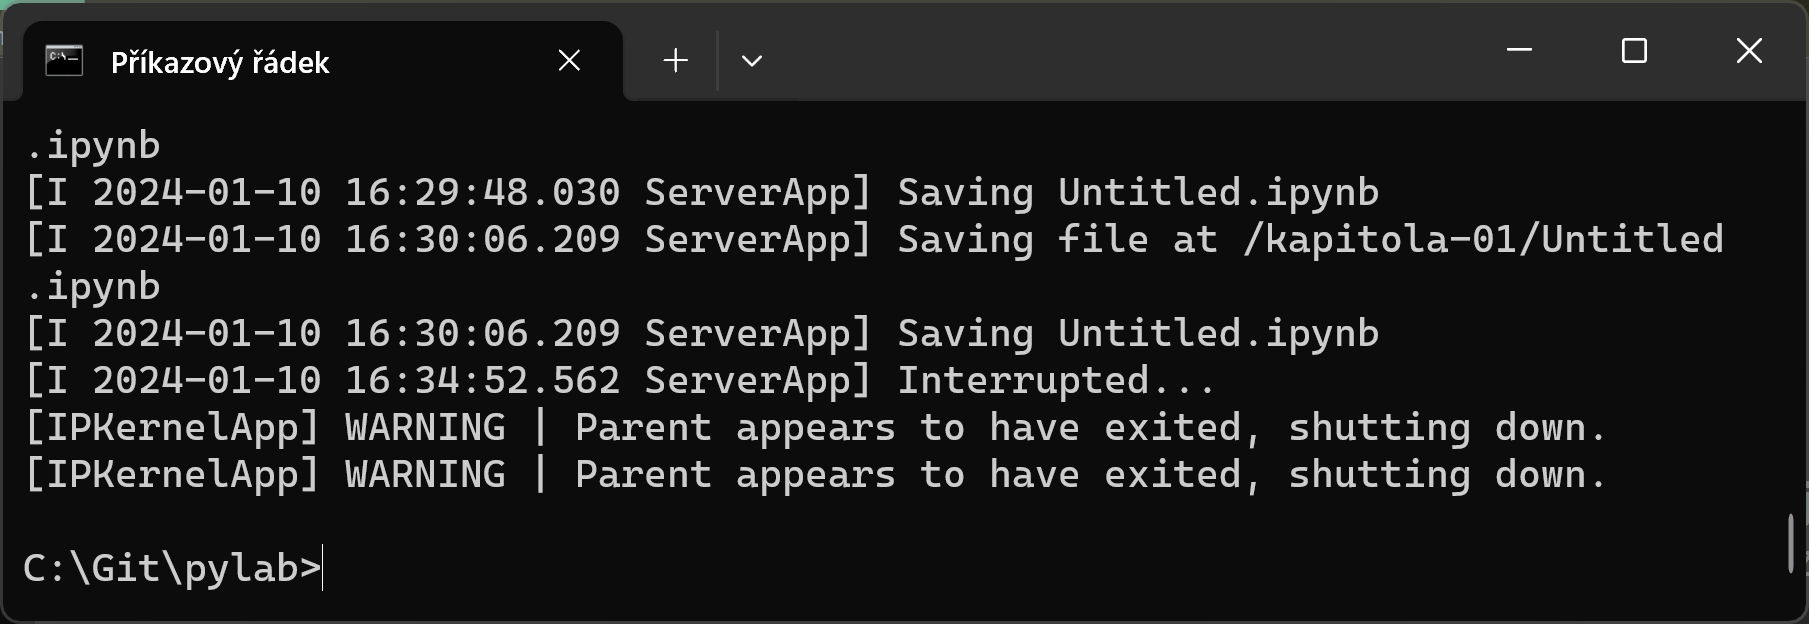 Příkazový řádek
.ipynb
[I 2024-01-10 16:29:48.030 ServerApp] Saving Untitled.ipynb
[I 2024-01-10 16:30:06.209 ServerApp] Saving file at /kapitola-01/Untitled
.ipynb
[I 2024-01-10 16:30:06.209 ServerApp] Saving Untitled.ipynb
[I 2024-01-10 16:34:52.562 ServerApp] Interrupted...
[IPKernelApp] WARNING | Parent appears to have exited, shutting down.
[IPKernelApp] WARNING | Parent appears to have exited, shutting down.
C:\Git\pylab>